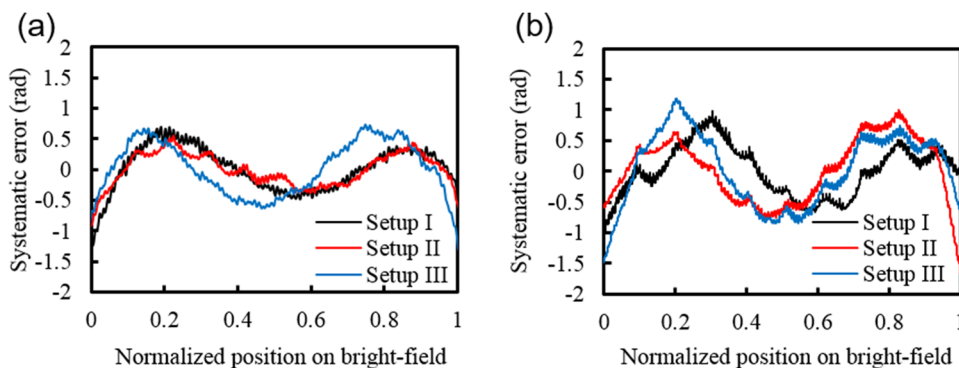 (a)
2
1.5
1
0.5
0
-0.5
-1
-1.5
-2
Systematic error (rad)
Setup I
Setup II
Setup III
0 0.2 0.4 0.6 0.8 1
Normalized position on bright-field
(b)
2
1.5
1
0.5
0
-0.5
-1
-1.5
-2
Systematic error (rad)
Setup I
Setup II
Setup III
0 0.2 0.4 0.6 0.8 1
Normalized position on bright-field